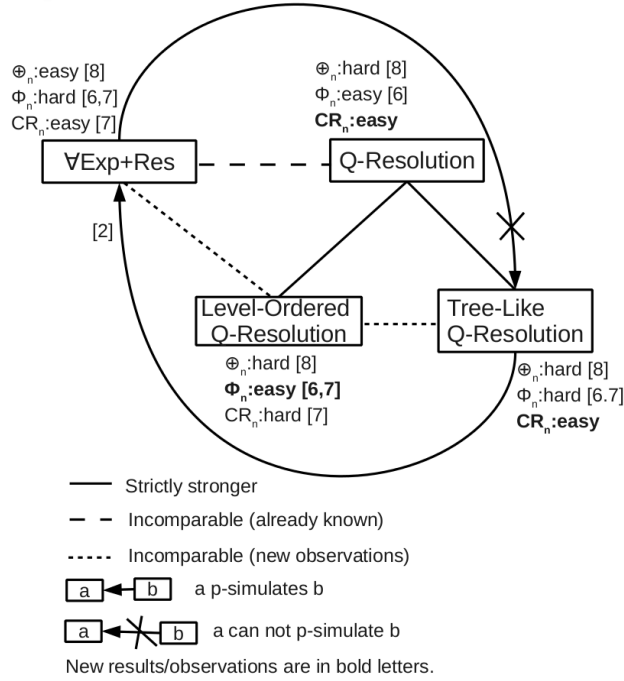 ⊕ₙ:easy [8]
Φₙ:hard [6,7]
CRₙ:easy [7]
⊕ₙ:hard [8]
Φₙ:easy [6]
CRₙ:easy
∀Exp+Res
Q-Resolution
[2]
Level-Ordered
Q-Resolution
Tree-Like
Q-Resolution
⊕ₙ:hard [8]
Φₙ:easy [6,7]
CRₙ:hard [7]
⊕ₙ:hard [8]
Φₙ:hard [6.7]
CRₙ:easy
Strictly stronger
Incomparable (already known)
Incomparable (new observations)
a b a p-simulates b
a b a can not p-simulate b
New results/observations are in bold letters.